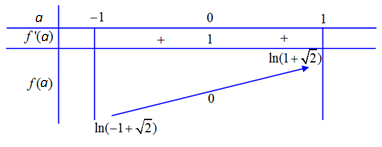 a −1 0 1
f'(a) + 1 +
ln(1+√2)
f(a)
0
ln(−1+√2)